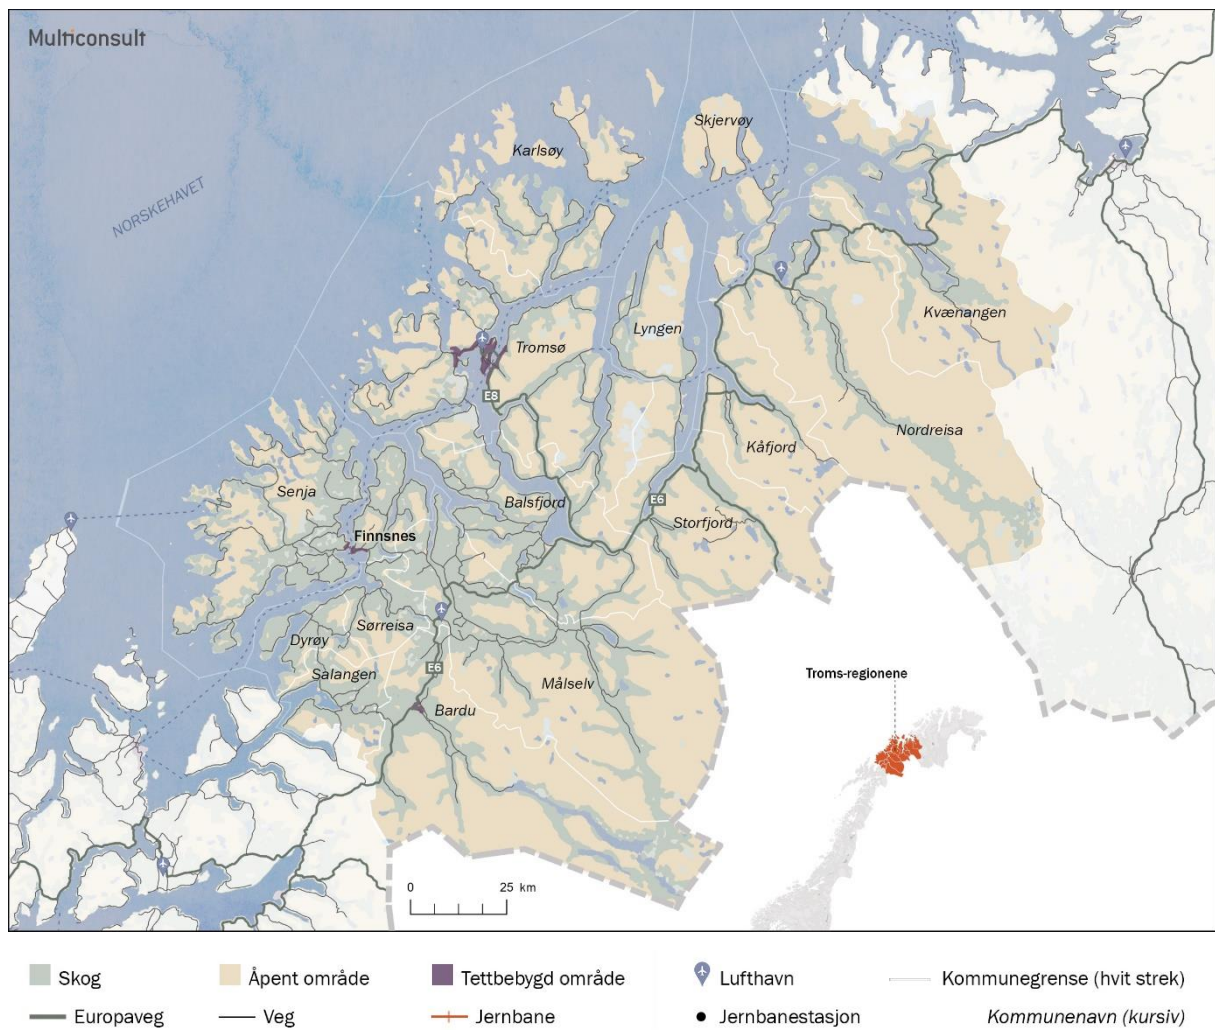 Multiconsult
NORSKEHAVET
Karlsøy
Skjervøy
Lyngen
Kvænangen
Tromsø
E8
Nordreisa
Kåfjord
Senja
Balsfjord
E6
Storfjord
Finnsnes
Sørreisa
Dyrøy
Salangen
E6
Målselv
Bardu
Troms-regionene
0 25 km
Skog Åpent område Tettbebygd område Lufthavn Kommunegrense (hvit strek)
Europaveg Veg Jernbane Jernbanestasjon Kommunenavn (kursiv)